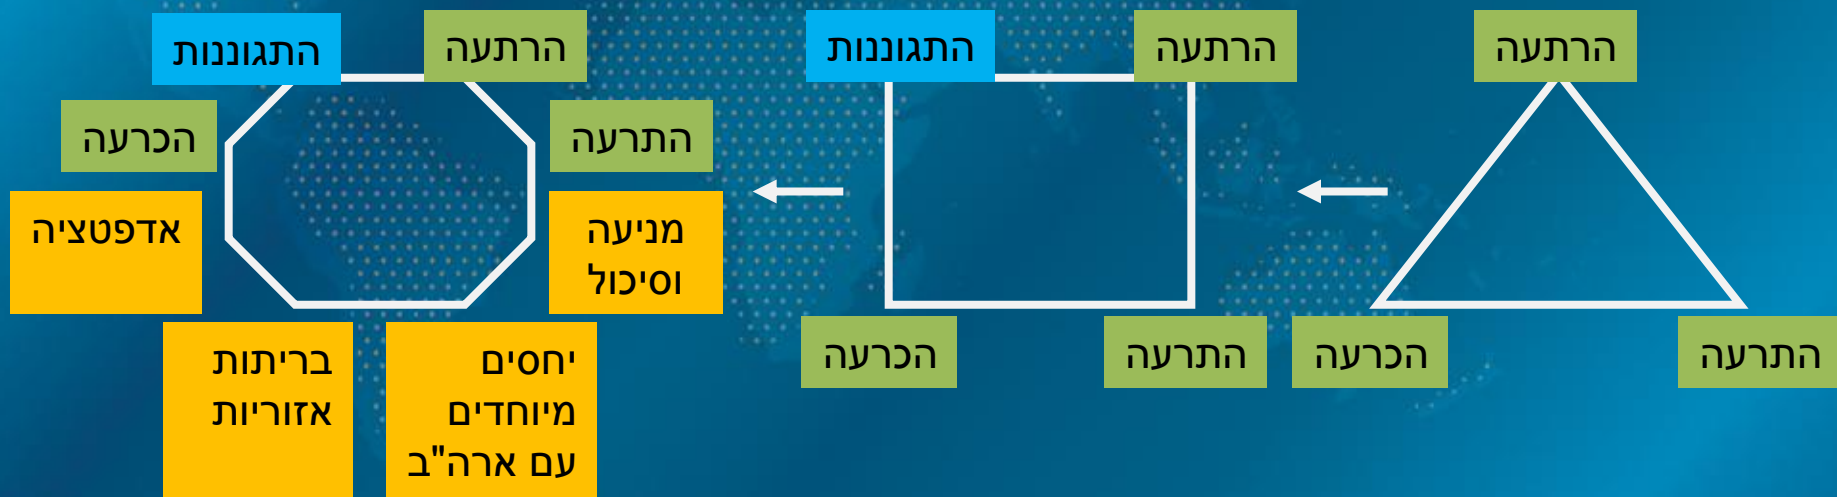 הרתעה
התרעה
הכרעה
הרתעה
התגוננות
התרעה
הכרעה
הרתעה
התגוננות
התרעה
הכרעה
מניעה
וסיכול
אדפטציה
יחסים
מיוחדים
עם ארה"ב
בריתות
אזוריות